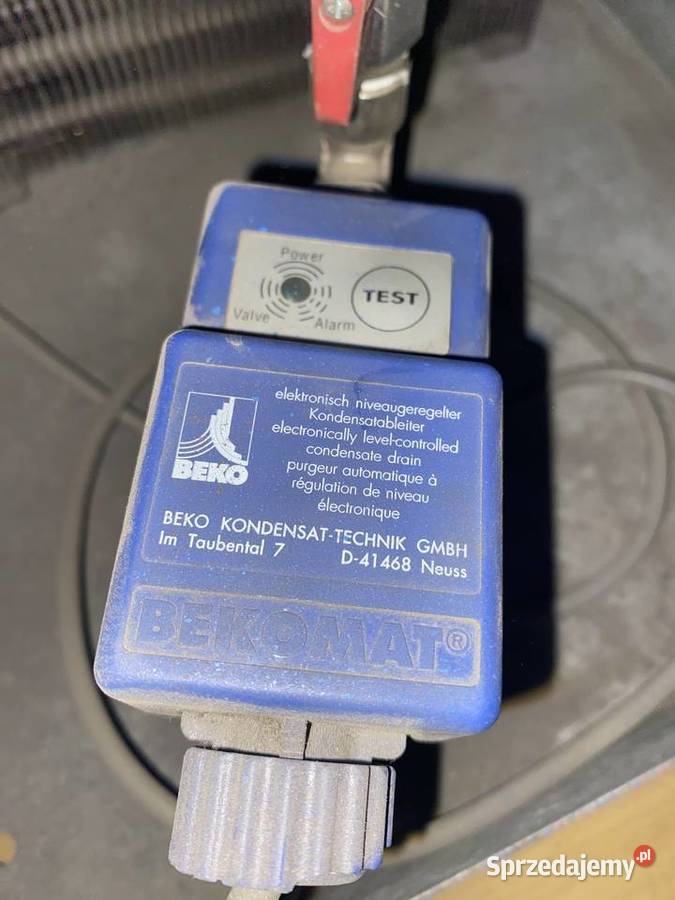 Power
TEST
Valve
Alarm
elektronisch niveaugeregelter
Kondensatableiter
electronically level-controlled
condensate drain
purgeur automatique à
régulation de niveau
électronique
BEKO
BEKO KONDENSAT-TECHNIK GMBH
Im Taubental 7 D-41468 Neuss
BEKOMAT®
Sprzedajemy.pl